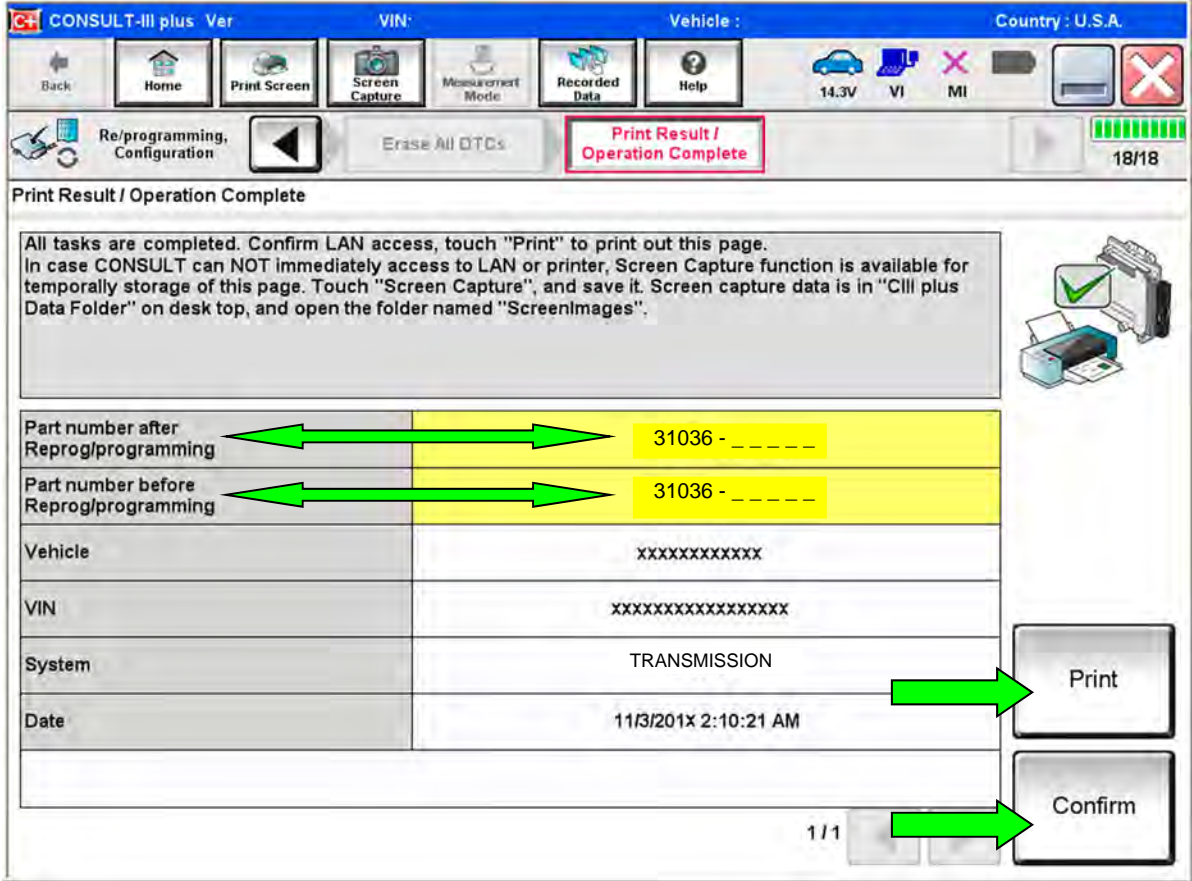 C+ CONSULT-III plus Ver VIN: Vehicle : Country : U.S.A.
Back
Home
Print Screen
Screen
Capture
Measurement
Mode
Recorded
Data
Help
14.3V VI MI
Re/programming,
Configuration
Erase All DTCs
Print Result /
Operation Complete
18/18
Print Result / Operation Complete
All tasks are completed. Confirm LAN access, touch "Print" to print out this page.
In case CONSULT can NOT immediately access to LAN or printer, Screen Capture function is available for
temporally storage of this page. Touch "Screen Capture", and save it. Screen capture data is in "CIII plus
Data Folder" on desk top, and open the folder named "ScreenImages".
Part number after
Reprog/programming
31036 - _ _ _ _ _
Part number before
Reprog/programming
31036 - _ _ _ _ _
Vehicle xxxxxxxxxxxx
VIN xxxxxxxxxxxxxxxxx
System TRANSMISSION
Date 11/3/201X 2:10:21 AM
Print
Confirm
1/1